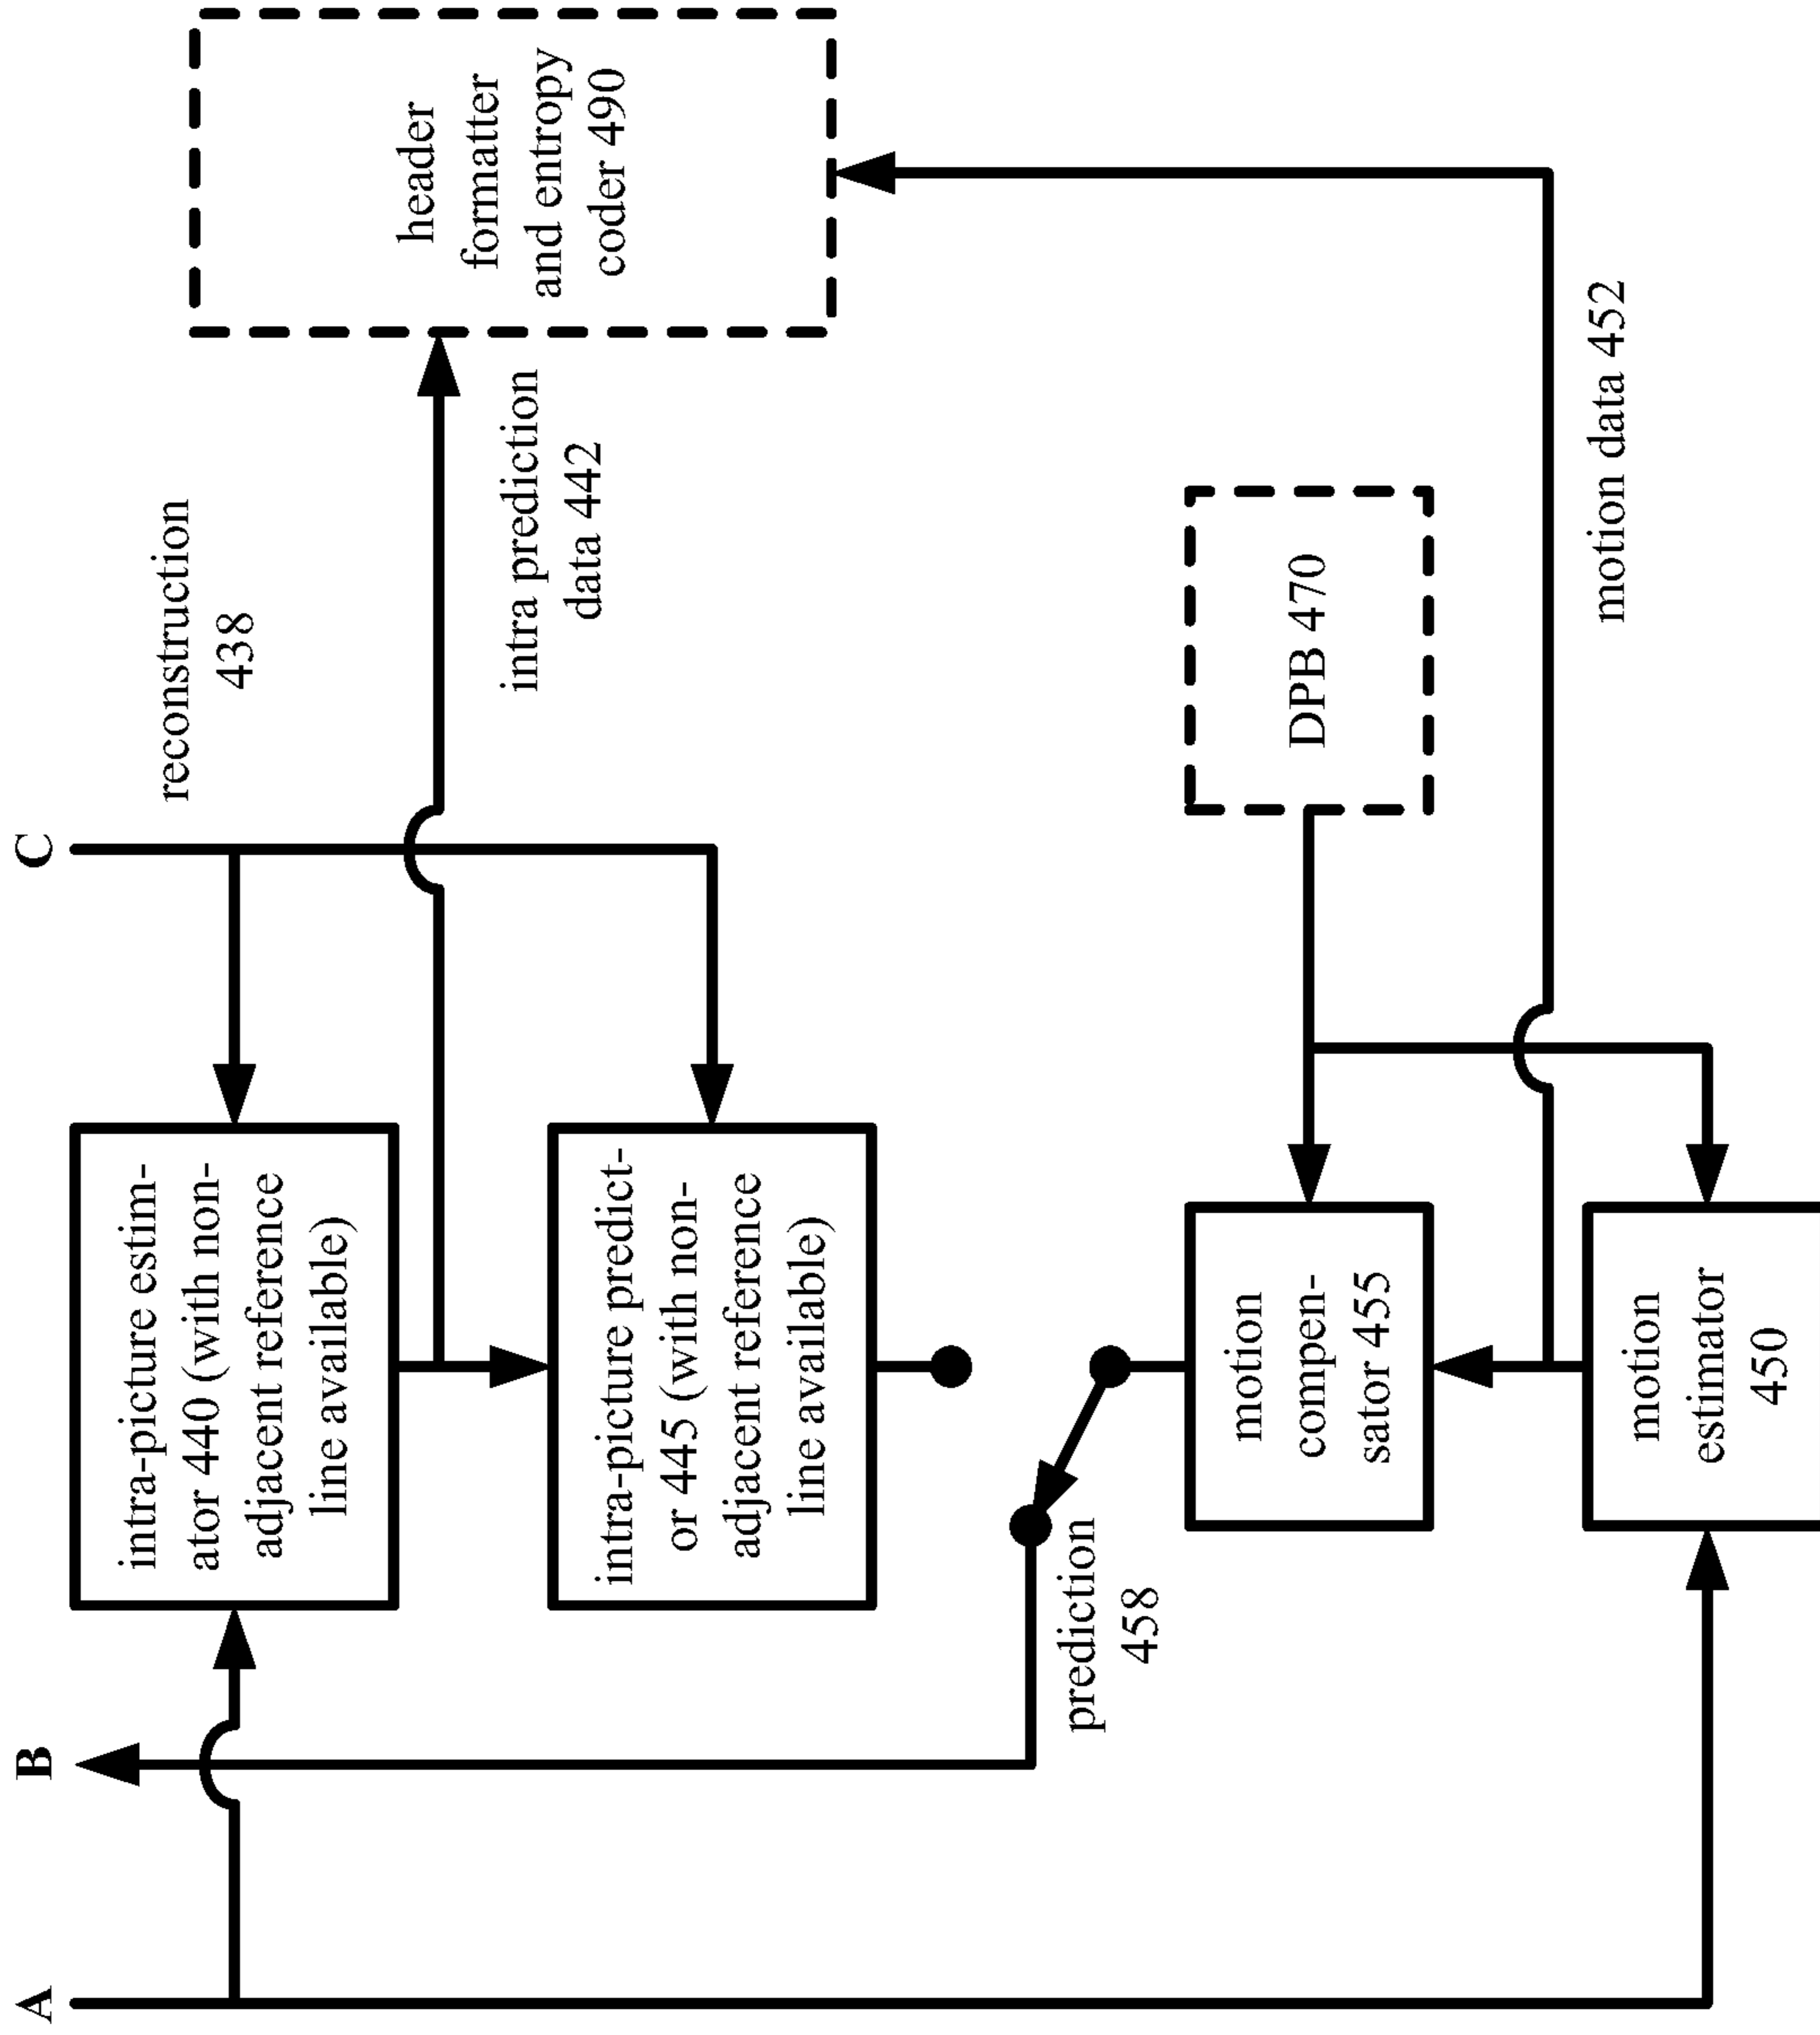 A
B
C
intra-picture estim-
ator 440 (with non-
adjacent reference
line available)
reconstruction
438
header
formatter
and entropy
coder 490
intra prediction
data 442
intra-picture predict-
or 445 (with non-
adjacent reference
line available)
prediction
458
motion
compen-
sator 455
DPB 470
motion data 452
motion
estimator
450